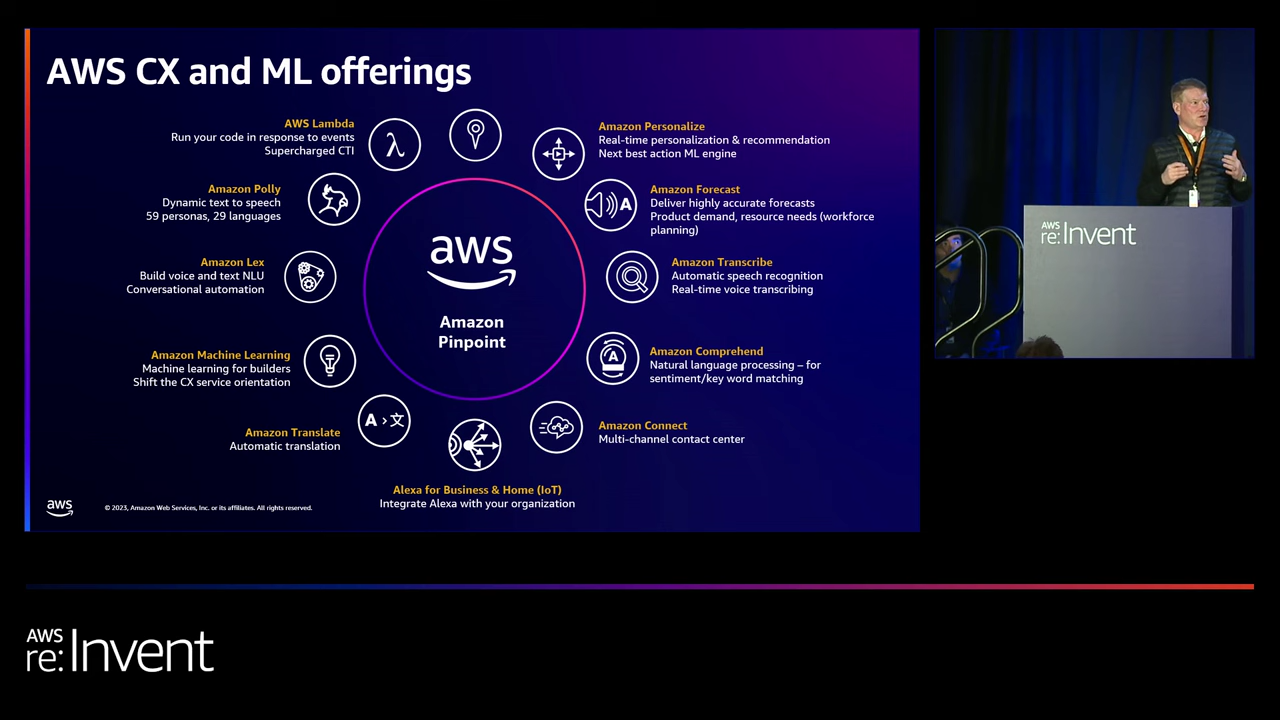 AWS CX and ML offerings
AWS Lambda
Run your code in response to events
Supercharged CTI
λ
Amazon Polly
Dynamic text to speech
59 personas, 29 languages
Amazon Lex
Build voice and text NLU
Conversational automation
Amazon Machine Learning
Machine learning for builders
Shift the CX service orientation
Amazon Translate
Automatic translation
A › 文
aws
Amazon
Pinpoint
Amazon Personalize
Real-time personalization & recommendation
Next best action ML engine
A
Amazon Forecast
Deliver highly accurate forecasts
Product demand, resource needs (workforce
planning)
Amazon Transcribe
Automatic speech recognition
Real-time voice transcribing
A
Amazon Comprehend
Natural language processing – for
sentiment/key word matching
Amazon Connect
Multi-channel contact center
Alexa for Business & Home (IoT)
Integrate Alexa with your organization
aws
© 2023, Amazon Web Services, Inc. or its affiliates. All rights reserved.
AWS
re:Invent
AWS
re:Invent